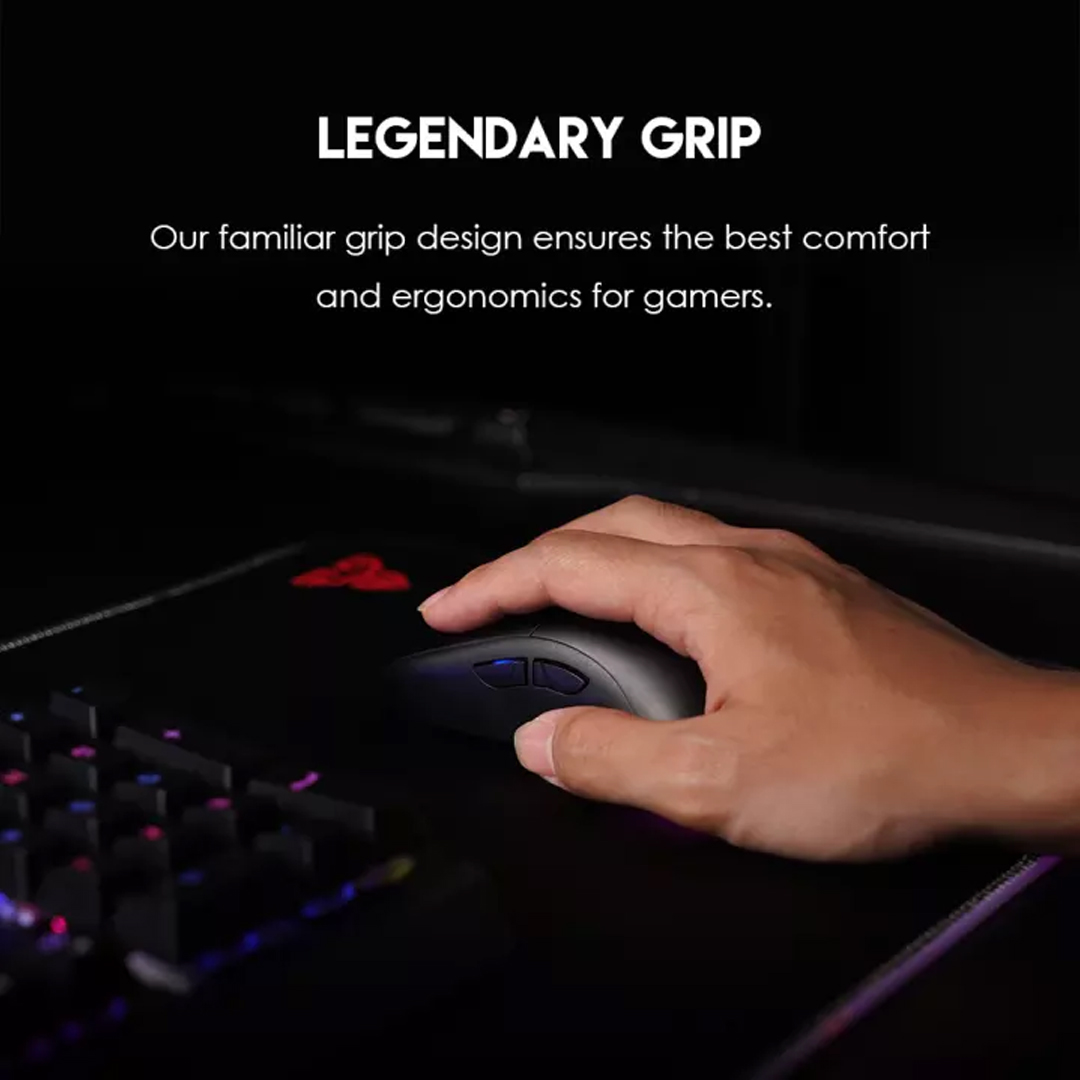 LEGENDARY GRIP
Our familiar grip design ensures the best comfort
and ergonomics for gamers.